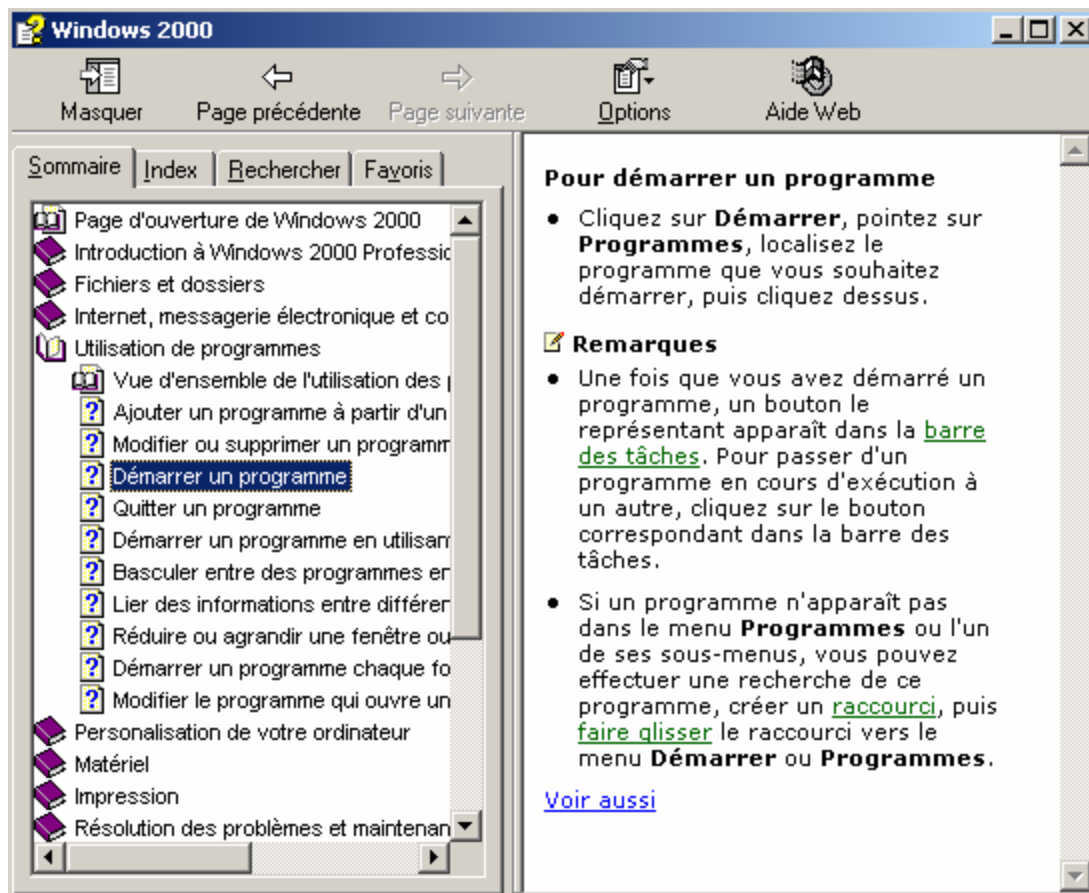 Windows 2000
Masquer Page précédente Page suivante Options Aide Web
Sommaire Index Rechercher Favoris
Page d'ouverture de Windows 2000
Introduction à Windows 2000 Professic
Fichiers et dossiers
Internet, messagerie électronique et co
Utilisation de programmes
Vue d'ensemble de l'utilisation des p
Ajouter un programme à partir d'un
Modifier ou supprimer un programm
Démarrer un programme
Quitter un programme
Démarrer un programme en utilisan
Basculer entre des programmes en
Lier des informations entre différen
Réduire ou agrandir une fenêtre ou
Démarrer un programme chaque fo
Modifier le programme qui ouvre un
Personalisation de votre ordinateur
Matériel
Impression
Résolution des problèmes et maintenan
Pour démarrer un programme
• Cliquez sur Démarrer, pointez sur
Programmes, localisez le
programme que vous souhaitez
démarrer, puis cliquez dessus.
Remarques
• Une fois que vous avez démarré un
programme, un bouton le
représentant apparaît dans la barre
des tâches. Pour passer d'un
programme en cours d'exécution à
un autre, cliquez sur le bouton
correspondant dans la barre des
tâches.
• Si un programme n'apparaît pas
dans le menu Programmes ou l'un
de ses sous-menus, vous pouvez
effectuer une recherche de ce
programme, créer un raccourci, puis
faire glisser le raccourci vers le
menu Démarrer ou Programmes.
Voir aussi